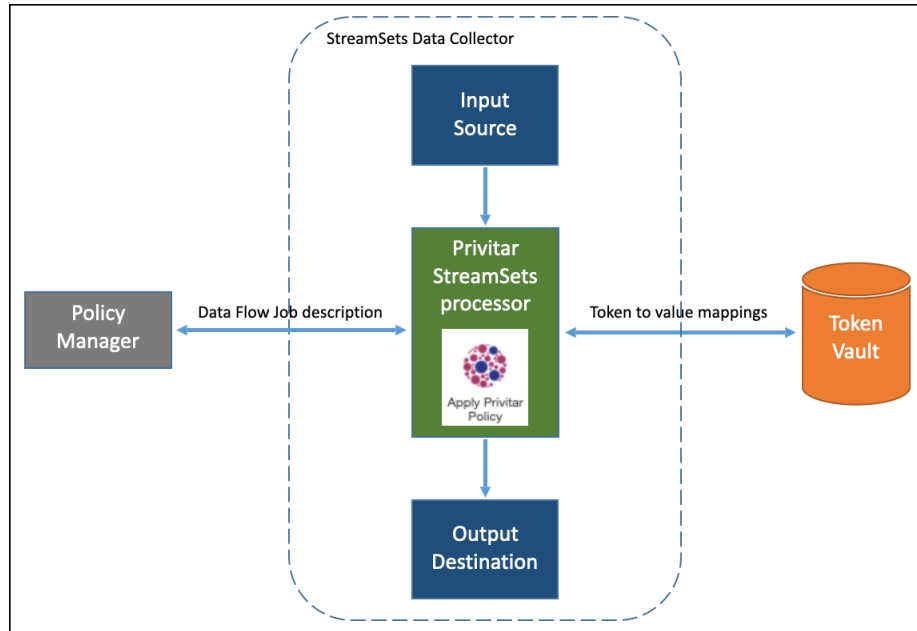 StreamSets Data Collector
Input
Source
Privitar
StreamSets
processor
Policy
Manager
Data Flow Job description
Token to value mappings
Token
Vault
Apply Privitar
Policy
Output
Destination